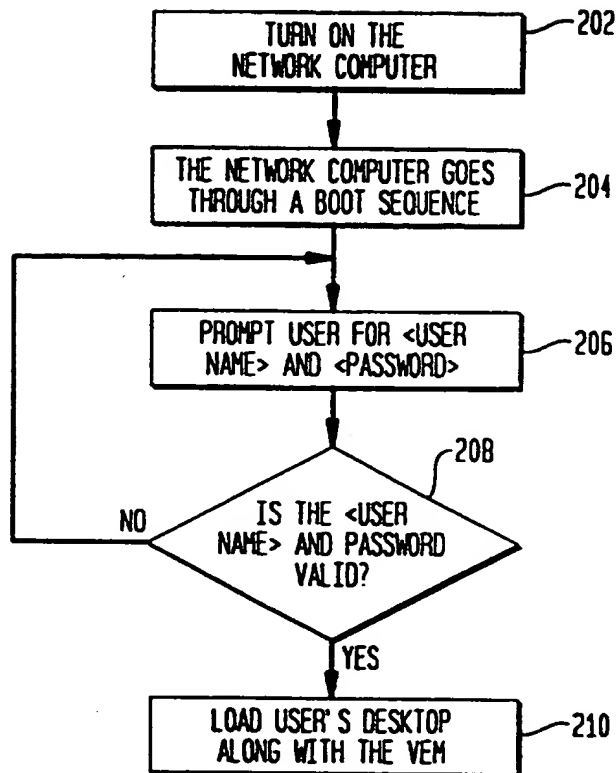 TURN ON THE
NETWORK COMPUTER
202
THE NETWORK COMPUTER GOES
THROUGH A BOOT SEQUENCE
204
PROMPT USER FOR <USER
NAME> AND <PASSWORD>
206
208
IS THE <USER
NAME> AND PASSWORD
VALID?
NO
YES
LOAD USER'S DESKTOP
ALONG WITH THE VEM
210